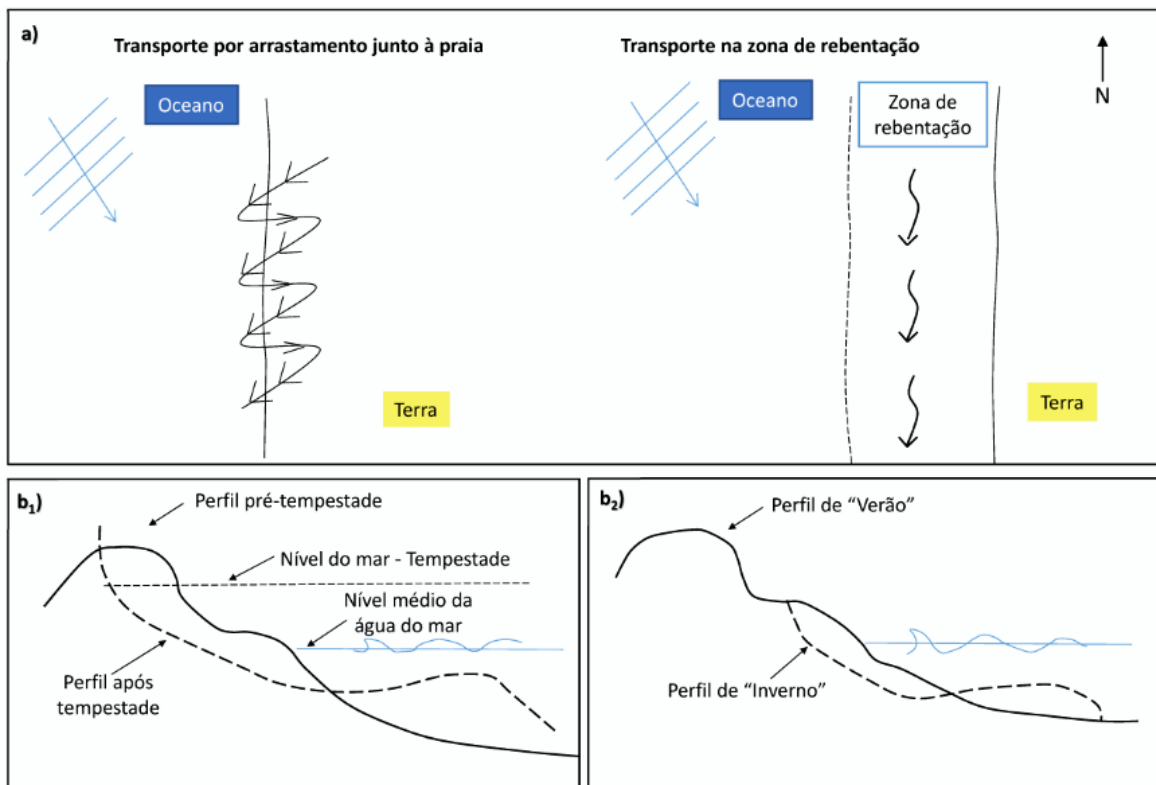 a)
Transporte por arrastamento junto à praia
Transporte na zona de rebentação
Oceano
Oceano
Zona de
rebentação
N
Terra
Terra
b₁)
Perfil pré-tempestade
Nível do mar - Tempestade
Nível médio da
água do mar
Perfil após
tempestade
b₂)
Perfil de “Verão”
Perfil de “Inverno”